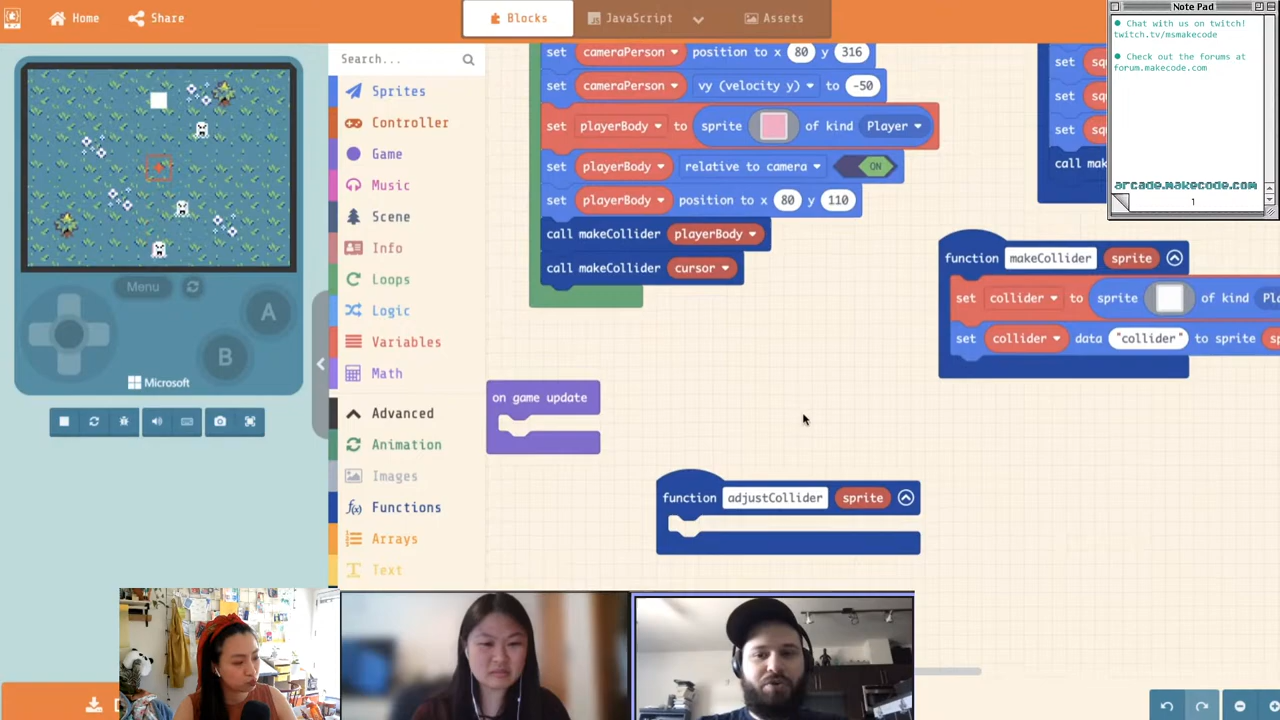 Home
Share
Blocks
JavaScript
Assets
Note Pad
Chat with us on twitch!
twitch.tv/msmakecode
Check out the forums at
forum.makecode.com
arcade.makecode.com
1
Menu
A
B
Microsoft
Search...
Sprites
Controller
Game
Music
Scene
Info
Loops
Logic
Variables
Math
Advanced
Animation
Images
Functions
Arrays
Text
set cameraPerson position to x 80 y 316
set cameraPerson vy (velocity y) to -50
set playerBody to sprite of kind Player
set playerBody relative to camera ON
set playerBody position to x 80 y 110
call makeCollider playerBody
call makeCollider cursor
on game update
function adjustCollider sprite
set
set
set
call
function makeCollider sprite
set collider to sprite of kind
set collider data "collider" to sprite